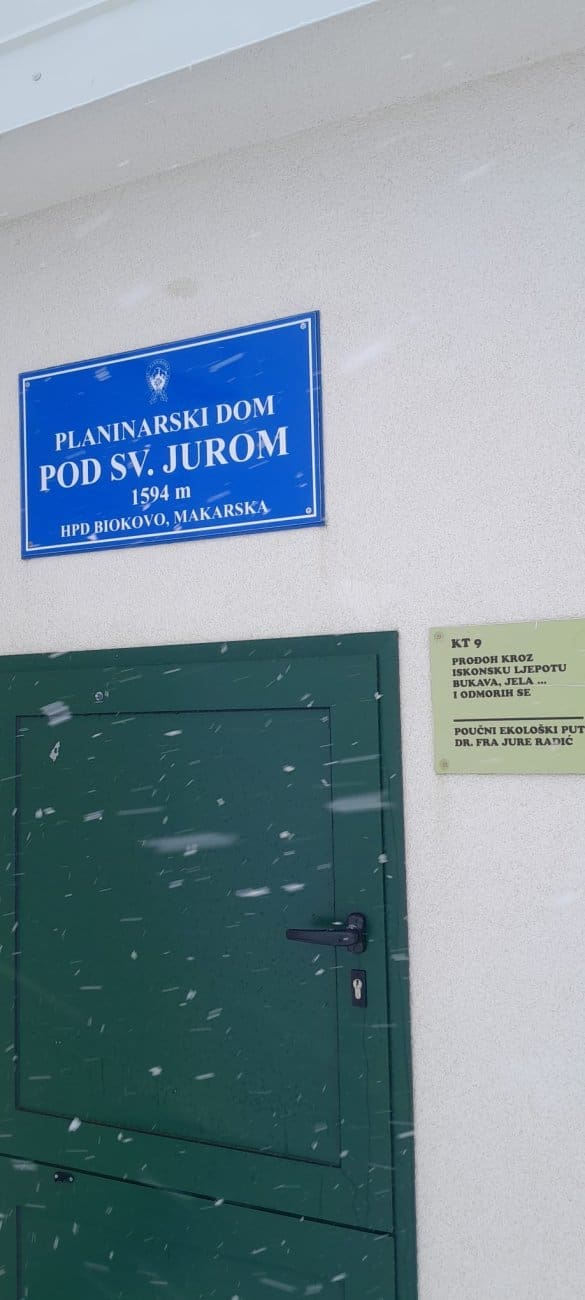 PLANINARSKI DOM
POD SV. JUROM
1594 m
HPD BIOKOVO, MAKARSKA
KT 9
PROĐOH KROZ
ISKONSKU LJEPOTU
BUKAVA, JELA ...
I ODMORIH SE
POUČNI EKOLOŠKI PUT
DR. FRA JURE RADIĆ